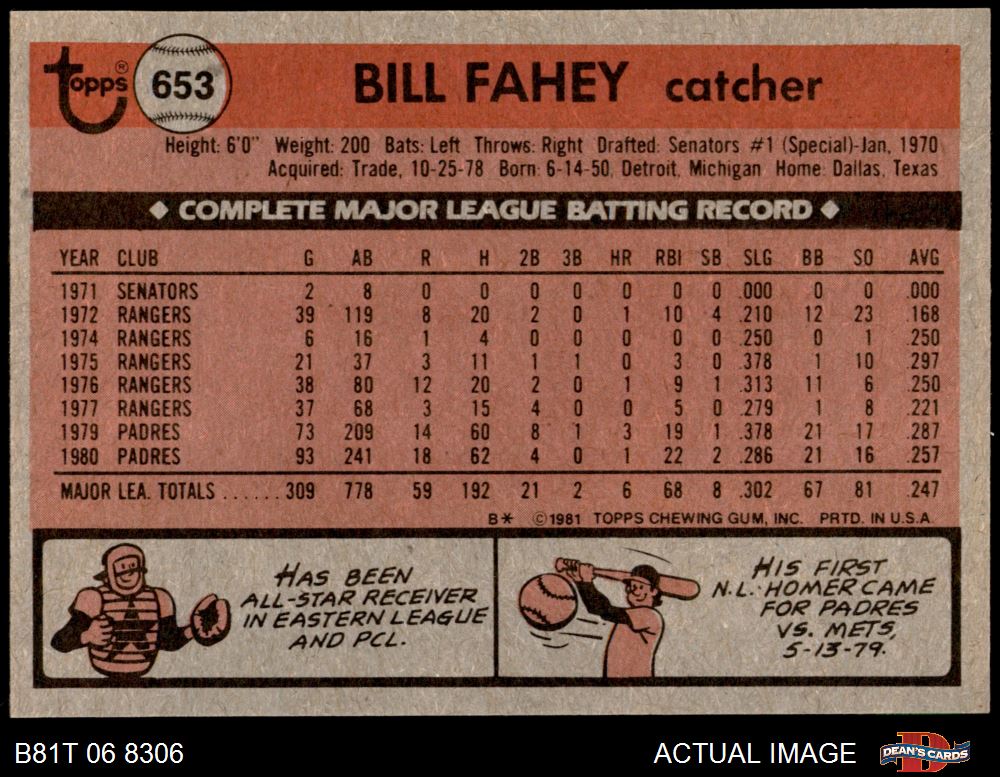 topps® 653 BILL FAHEY catcher
Height: 6'0" Weight: 200 Bats: Left Throws: Right Drafted: Senators #1 (Special)-Jan, 1970
Acquired: Trade, 10-25-78 Born: 6-14-50, Detroit, Michigan Home: Dallas, Texas
◆ COMPLETE MAJOR LEAGUE BATTING RECORD ◆
YEAR CLUB G AB R H 2B 3B HR RBI SB SLG BB SO AVG
1971 SENATORS 2 8 0 0 0 0 0 0 0 .000 0 0 .000
1972 RANGERS 39 119 8 20 2 0 1 10 4 .210 12 23 .168
1974 RANGERS 6 16 1 4 0 0 0 0 0 .250 0 1 .250
1975 RANGERS 21 37 3 11 1 1 0 3 0 .378 1 10 .297
1976 RANGERS 38 80 12 20 2 0 1 9 1 .313 11 6 .250
1977 RANGERS 37 68 3 15 4 0 0 5 0 .279 1 8 .221
1979 PADRES 73 209 14 60 8 1 3 19 1 .378 21 17 .287
1980 PADRES 93 241 18 62 4 0 1 22 2 .286 21 16 .257
MAJOR LEA. TOTALS ...... 309 778 59 192 21 2 6 68 8 .302 67 81 .247
B* ©1981 TOPPS CHEWING GUM, INC. PRTD. IN U.S.A.
HAS BEEN
ALL-STAR RECEIVER
IN EASTERN LEAGUE
AND PCL.
HIS FIRST
N.L. HOMER CAME
FOR PADRES
VS. METS,
5-13-79.
B81T 06 8306 ACTUAL IMAGE DEAN'S CARDS